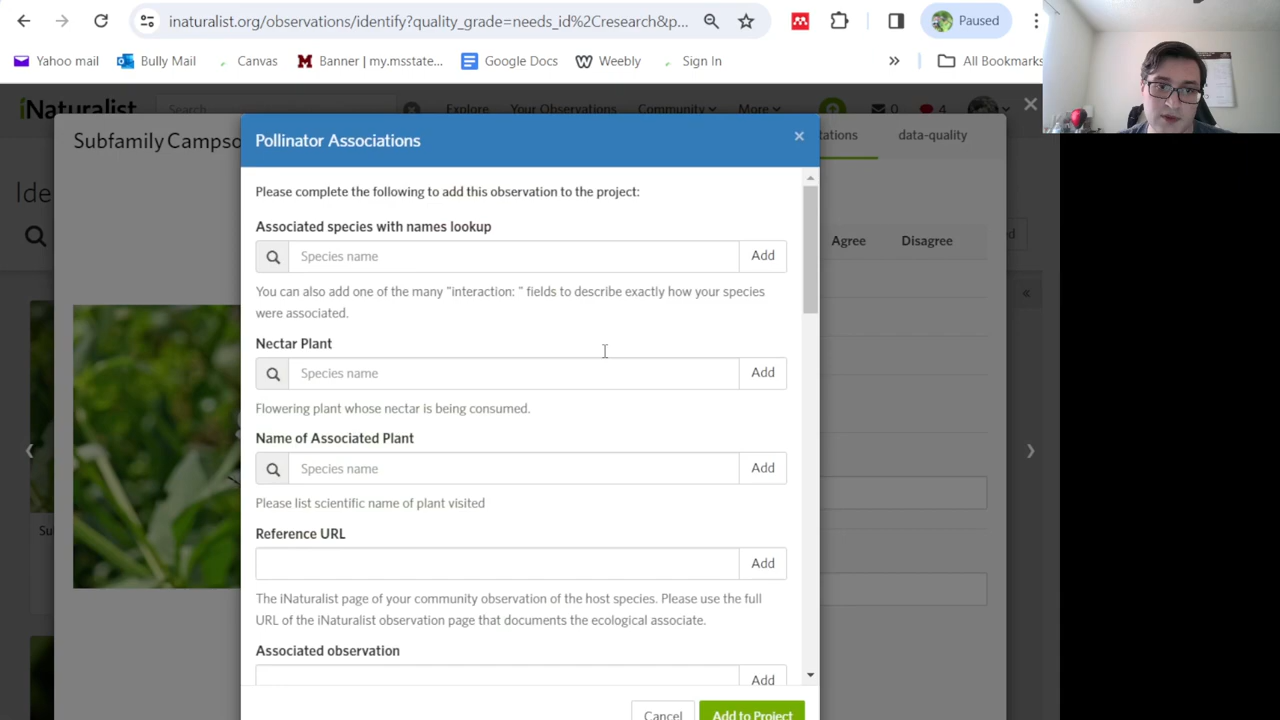 inaturalist.org/observations/identify?quality_grade=needs_id%2Cresearch&p...
Paused
Yahoo mail
Bully Mail
Canvas
Banner | my.msstate...
Google Docs
Weebly
Sign In
»
All Bookmarks
iNaturalist
Search
Explore
Your Observations
Community
More
0
4
Subfamily Campso
Pollinator Associations
×
tations
data-quality
Ide
Please complete the following to add this observation to the project:
Associated species with names lookup
Species name
Add
Agree
Disagree
You can also add one of the many "interaction: " fields to describe exactly how your species
were associated.
«
Nectar Plant
Species name
Add
Flowering plant whose nectar is being consumed.
Name of Associated Plant
Species name
Add
Please list scientific name of plant visited
Su
Reference URL
Add
The iNaturalist page of your community observation of the host species. Please use the full
URL of the iNaturalist observation page that documents the ecological associate.
Associated observation
Add
Cancel
Add to Project